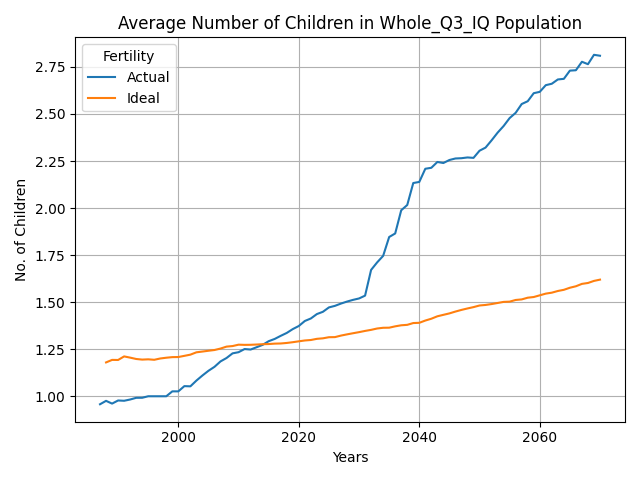 Average Number of Children in Whole_Q3_IQ Population
Fertility
Actual
Ideal
2.75
2.50
2.25
2.00
1.75
1.50
1.25
1.00
No. of Children
2000
2020
2040
2060
Years